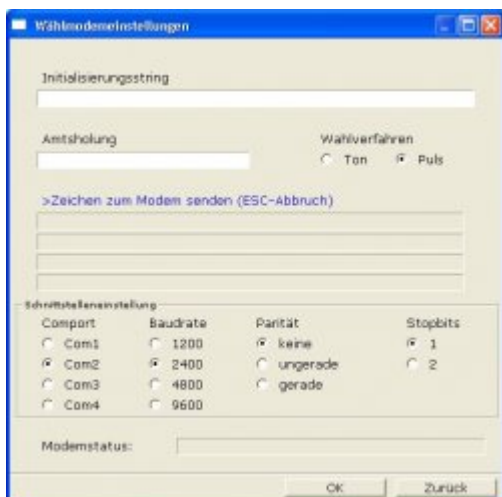 Wählmodemeinstellungen
Initialisierungsstring
Amtsholung Wahlverfahren
Ton Puls
>Zeichen zum Modem senden (ESC-Abbruch)
Schnittstelleneinstellung
Comport Baudrate Parität Stopbits
Com1 1200 keine 1
Com2 2400 ungerade 2
Com3 4800 gerade
Com4 9600
Modemstatus:
OK Zurück